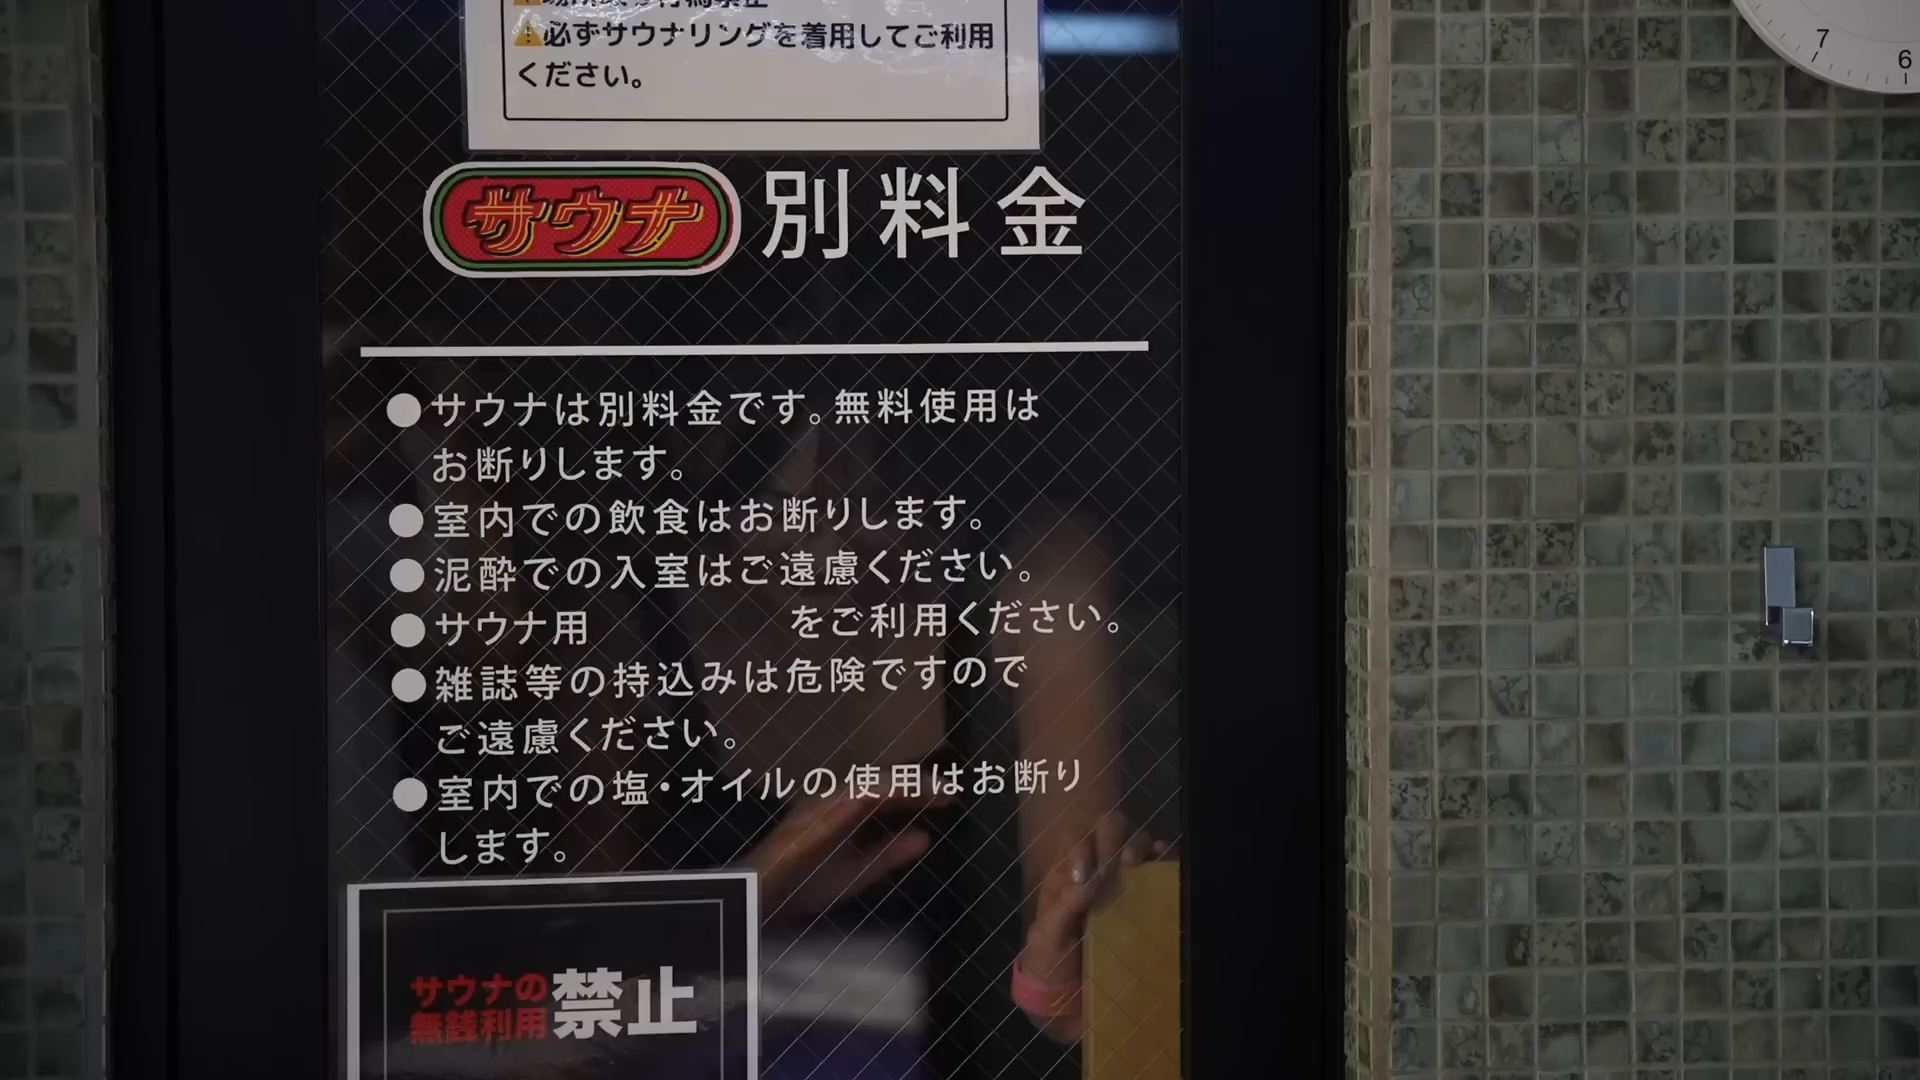 ⚠必ずサウナリングを着用してご利用
ください。
サウナ 別料金
●サウナは別料金です。無料使用は
お断りします。
●室内での飲食はお断りします。
●泥酔での入室はご遠慮ください。
●サウナ用 をご利用ください。
●雑誌等の持込みは危険ですので
ご遠慮ください。
●室内での塩・オイルの使用はお断り
します。
サウナの
無銭利用
禁止
7
6